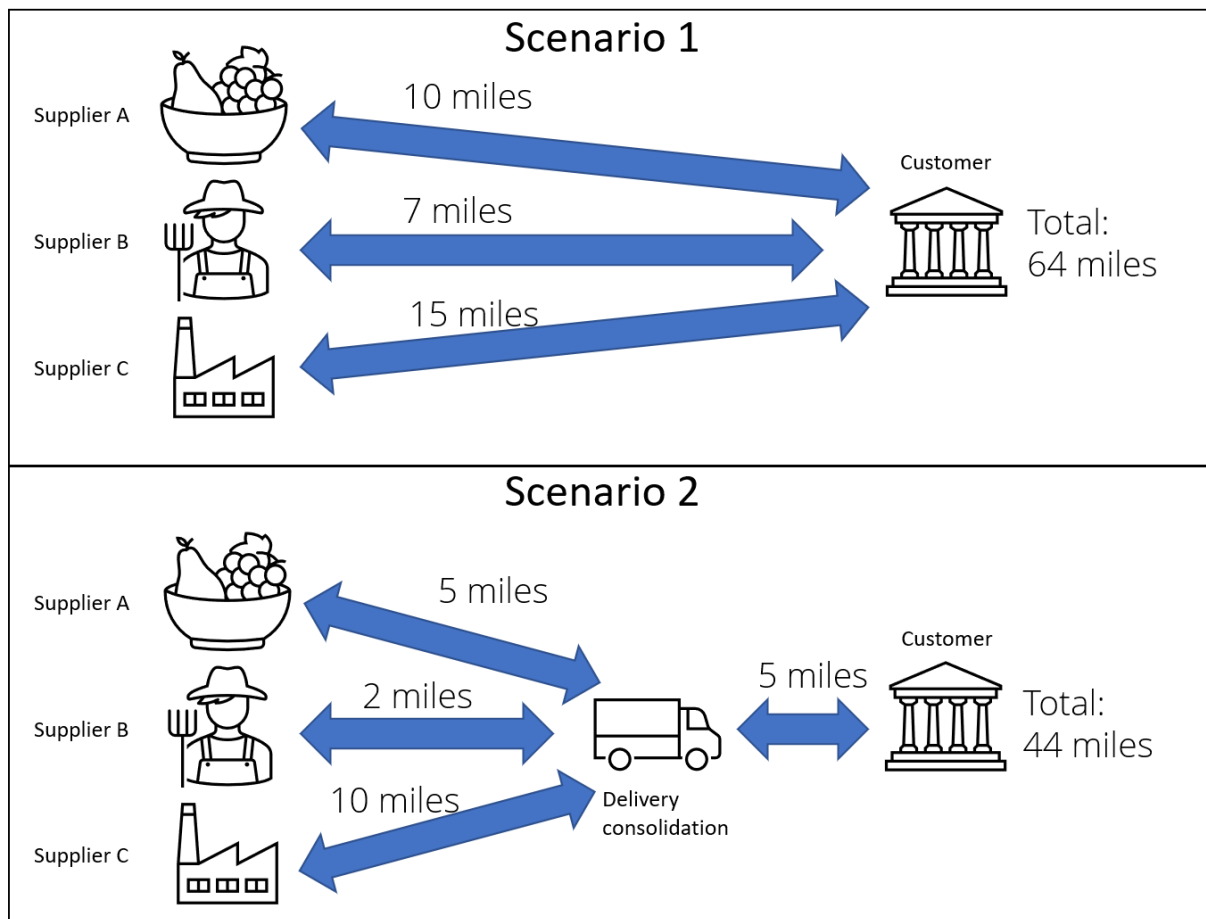 Scenario 1
10 miles
Supplier A
Customer
7 miles
Supplier B
Total:
64 miles
15 miles
Supplier C
Scenario 2
5 miles
Supplier A
Customer
5 miles
2 miles
Supplier B
Total:
44 miles
10 miles
Delivery
consolidation
Supplier C